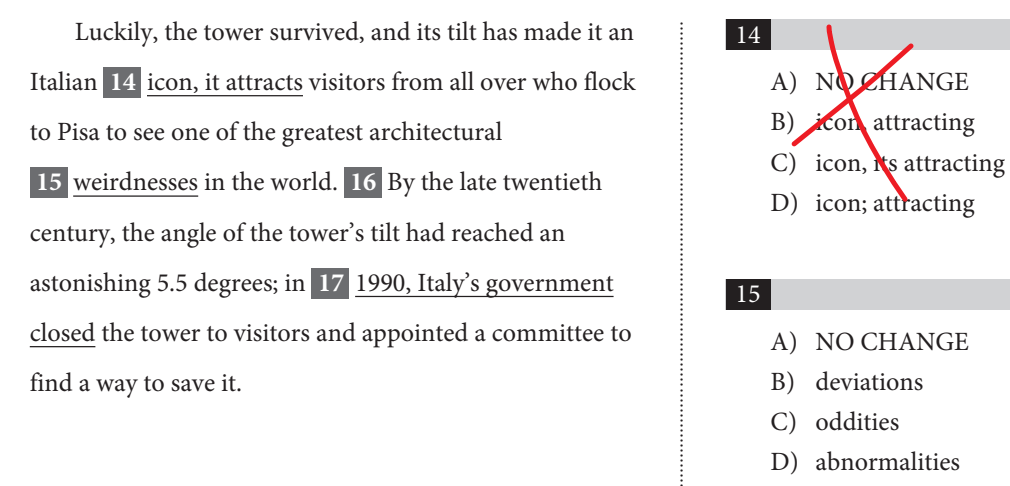 Luckily, the tower survived, and its tilt has made it an
Italian 14 icon, it attracts visitors from all over who flock
to Pisa to see one of the greatest architectural
15 weirdnesses in the world. 16 By the late twentieth
century, the angle of the tower’s tilt had reached an
astonishing 5.5 degrees; in 17 1990, Italy’s government
closed the tower to visitors and appointed a committee to
find a way to save it.
14
A) NO CHANGE
B) icon, attracting
C) icon, its attracting
D) icon; attracting
15
A) NO CHANGE
B) deviations
C) oddities
D) abnormalities